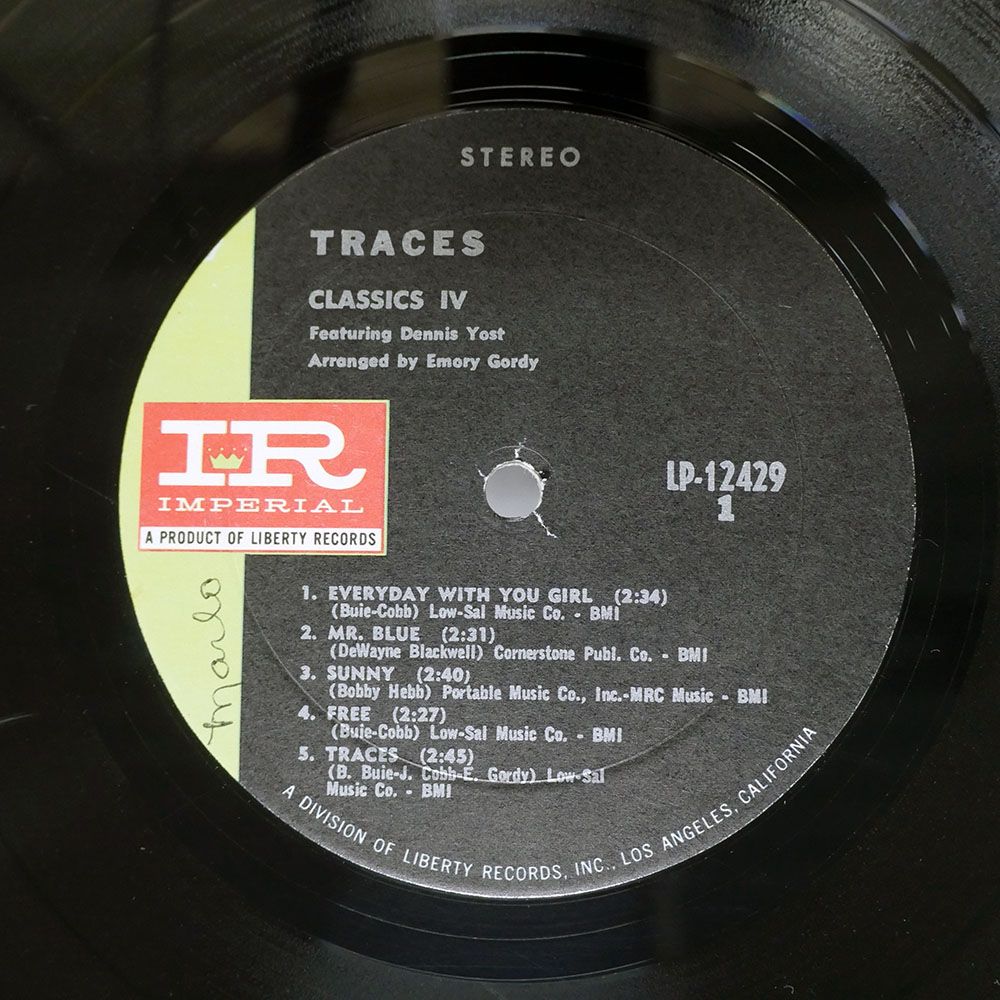 STEREO
TRACES
CLASSICS IV
Featuring Dennis Yost
Arranged by Emory Gordy
IR
IMPERIAL
A PRODUCT OF LIBERTY RECORDS
LP-12429
1
Marlo
1. EVERYDAY WITH YOU GIRL (2:34)
(Buie-Cobb) Low-Sal Music Co. - BMI
2. MR. BLUE (2:31)
(DeWayne Blackwell) Cornerstone Publ. Co. - BMI
3. SUNNY (2:40)
(Bobby Hebb) Portable Music Co., Inc.-MRC Music - BMI
4. FREE (2:27)
(Buie-Cobb) Low-Sal Music Co. - BMI
5. TRACES (2:45)
(B. Buie-J. Cobb-E. Gordy) Low-Sal
Music Co. - BMI
A DIVISION OF LIBERTY RECORDS, INC., LOS ANGELES, CALIFORNIA